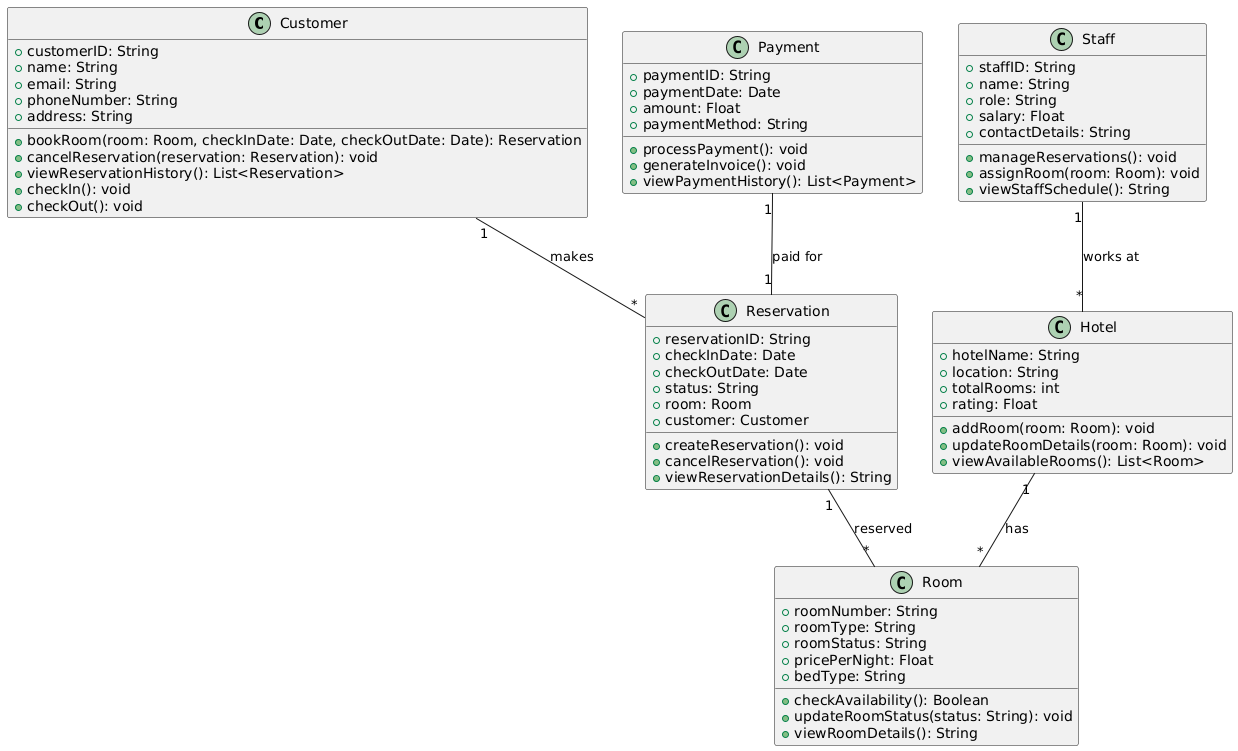 Customer
customerID: String
name: String
email: String
phoneNumber: String
address: String
bookRoom(room: Room, checkInDate: Date, checkOutDate: Date): Reservation
cancelReservation(reservation: Reservation): void
viewReservationHistory(): List<Reservation>
checkIn(): void
checkOut(): void
Payment
paymentID: String
paymentDate: Date
amount: Float
paymentMethod: String
processPayment(): void
generateInvoice(): void
viewPaymentHistory(): List<Payment>
Staff
staffID: String
name: String
role: String
salary: Float
contactDetails: String
manageReservations(): void
assignRoom(room: Room): void
viewStaffSchedule(): String
1
makes
*
1
paid for
1
1
works at
*
Reservation
reservationID: String
checkInDate: Date
checkOutDate: Date
status: String
room: Room
customer: Customer
createReservation(): void
cancelReservation(): void
viewReservationDetails(): String
Hotel
hotelName: String
location: String
totalRooms: int
rating: Float
addRoom(room: Room): void
updateRoomDetails(room: Room): void
viewAvailableRooms(): List<Room>
1
reserved
*
1
has
*
Room
roomNumber: String
roomType: String
roomStatus: String
pricePerNight: Float
bedType: String
checkAvailability(): Boolean
updateRoomStatus(status: String): void
viewRoomDetails(): String